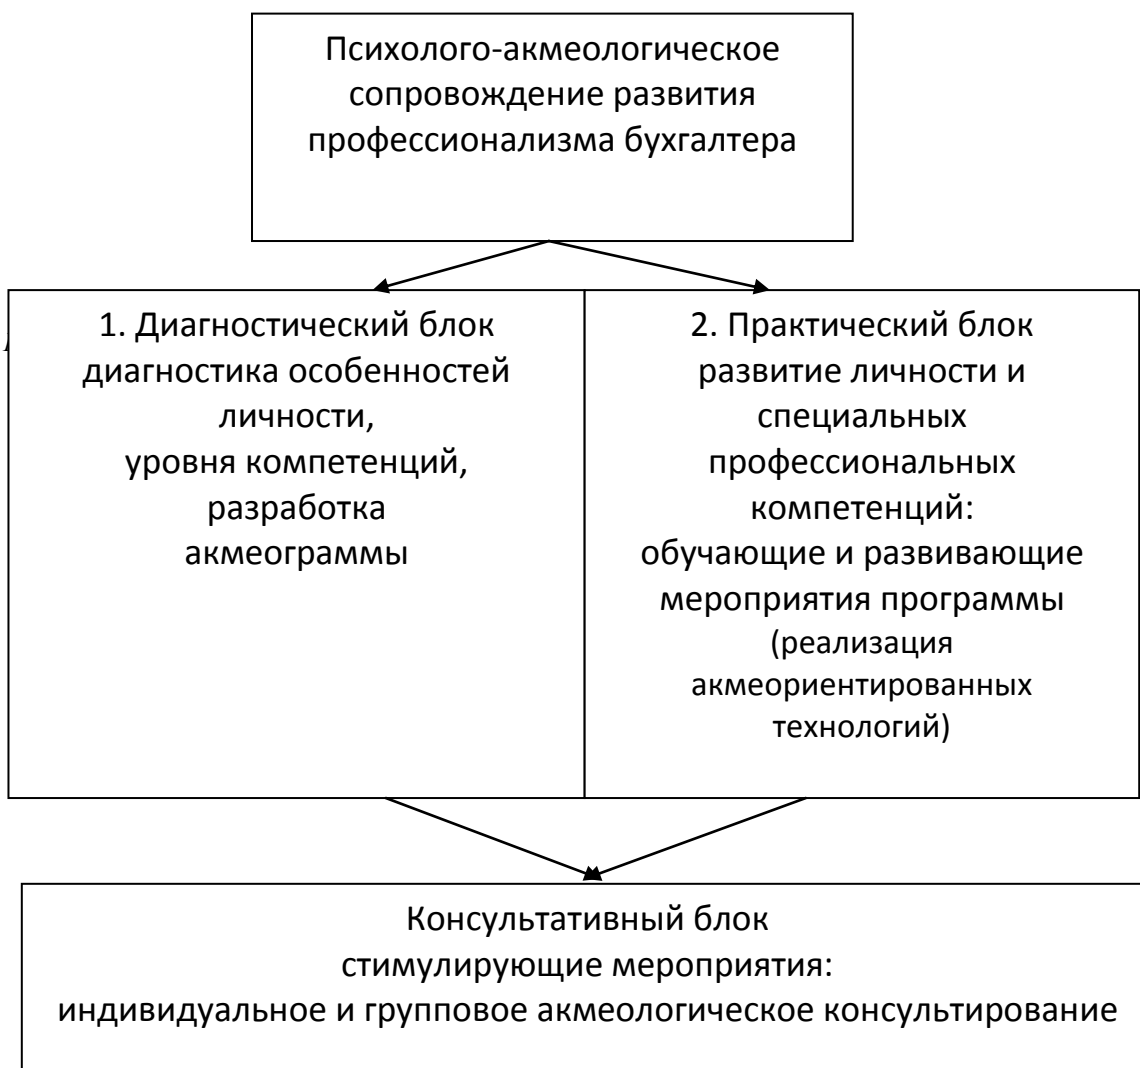 Психолого-акмеологическое
сопровождение развития
профессионализма бухгалтера
1. Диагностический блок
диагностика особенностей
личности,
уровня компетенций,
разработка
акмеограммы
2. Практический блок
развитие личности и
специальных
профессиональных
компетенций:
обучающие и развивающие
мероприятия программы
(реализация
акмеориентированных
технологий)
Консультативный блок
стимулирующие мероприятия:
индивидуальное и групповое акмеологическое консультирование